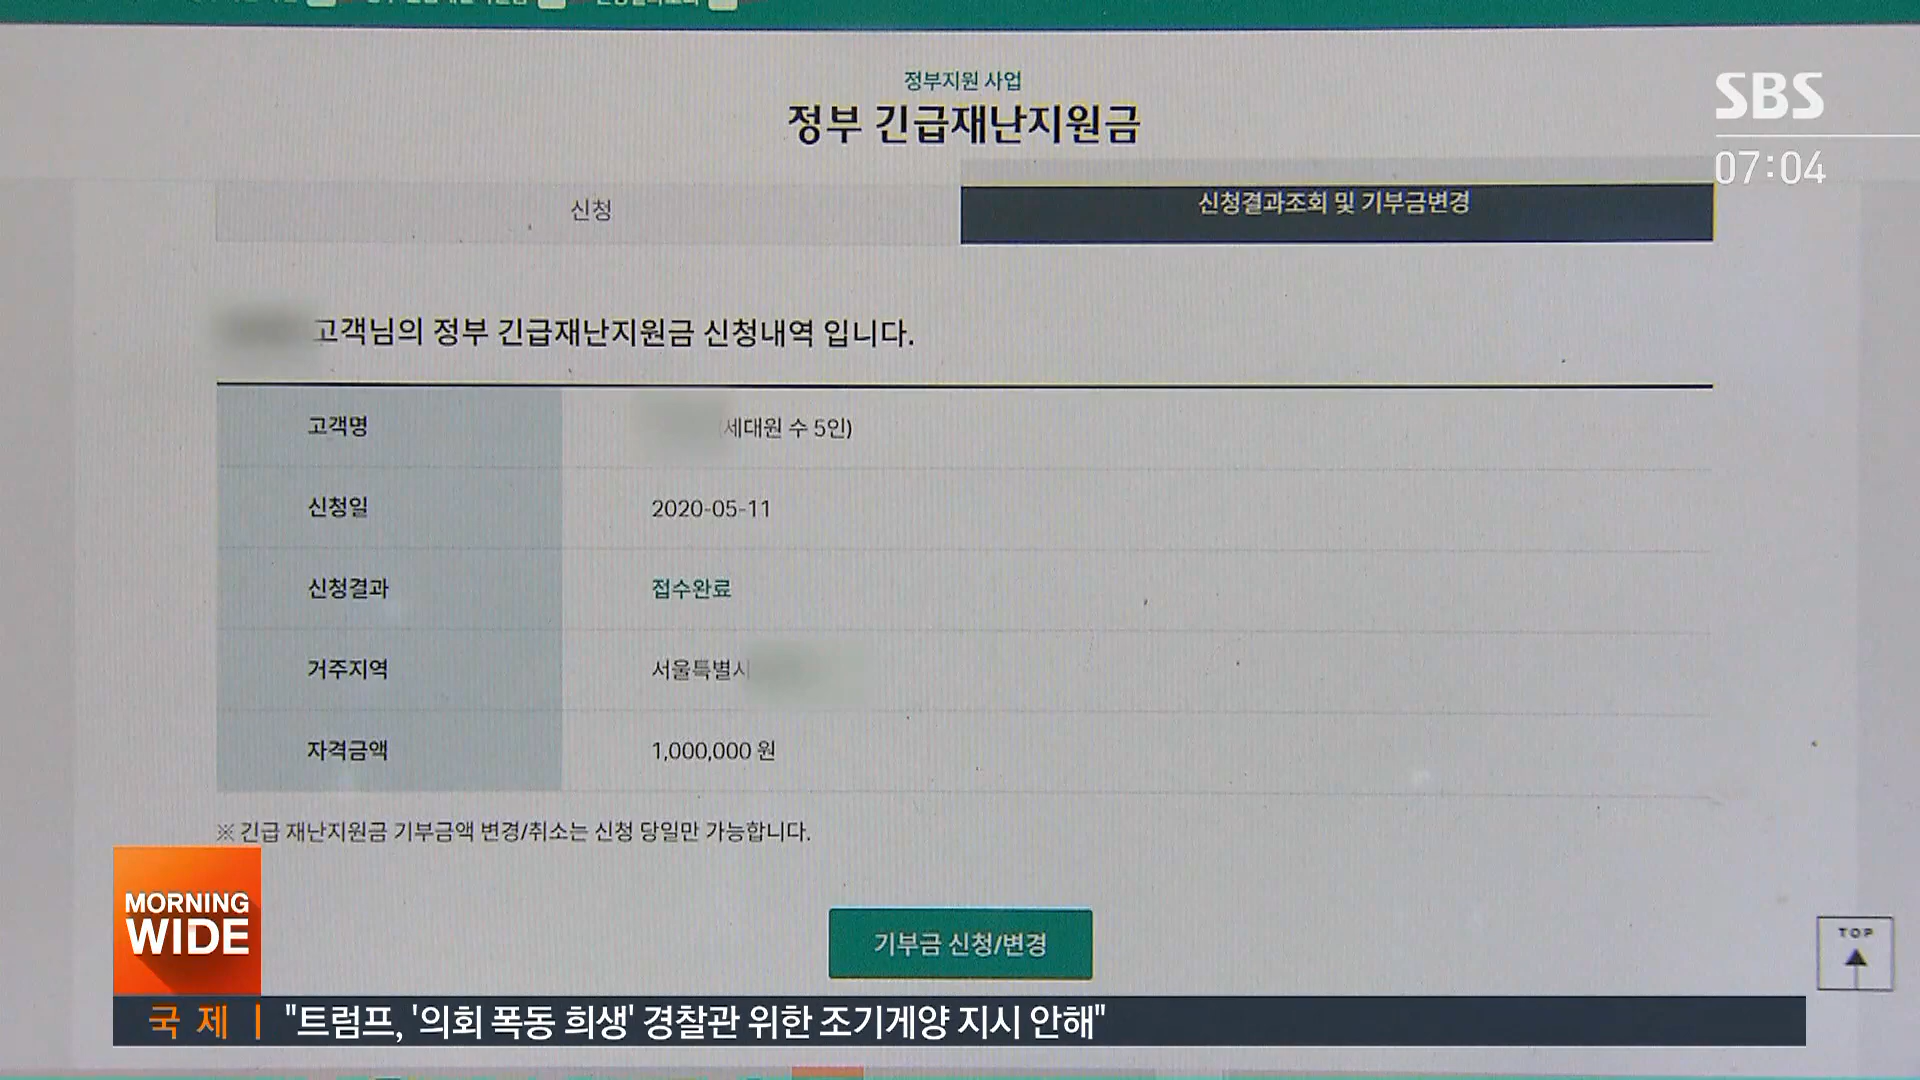 정부지원 사업
정부 긴급재난지원금
SBS
07:04
신청
신청결과조회 및 기부금변경
고객님의 정부 긴급재난지원금 신청내역 입니다.
고객명
(세대원 수 5인)
신청일
2020-05-11
신청결과
접수완료
거주지역
서울특별시
자격금액
1,000,000 원
※ 긴급 재난지원금 기부금액 변경/취소는 신청 당일만 가능합니다.
기부금 신청/변경
TOP
MORNING
WIDE
국제 | "트럼프, '의회 폭동 희생' 경찰관 위한 조기게양 지시 안해"